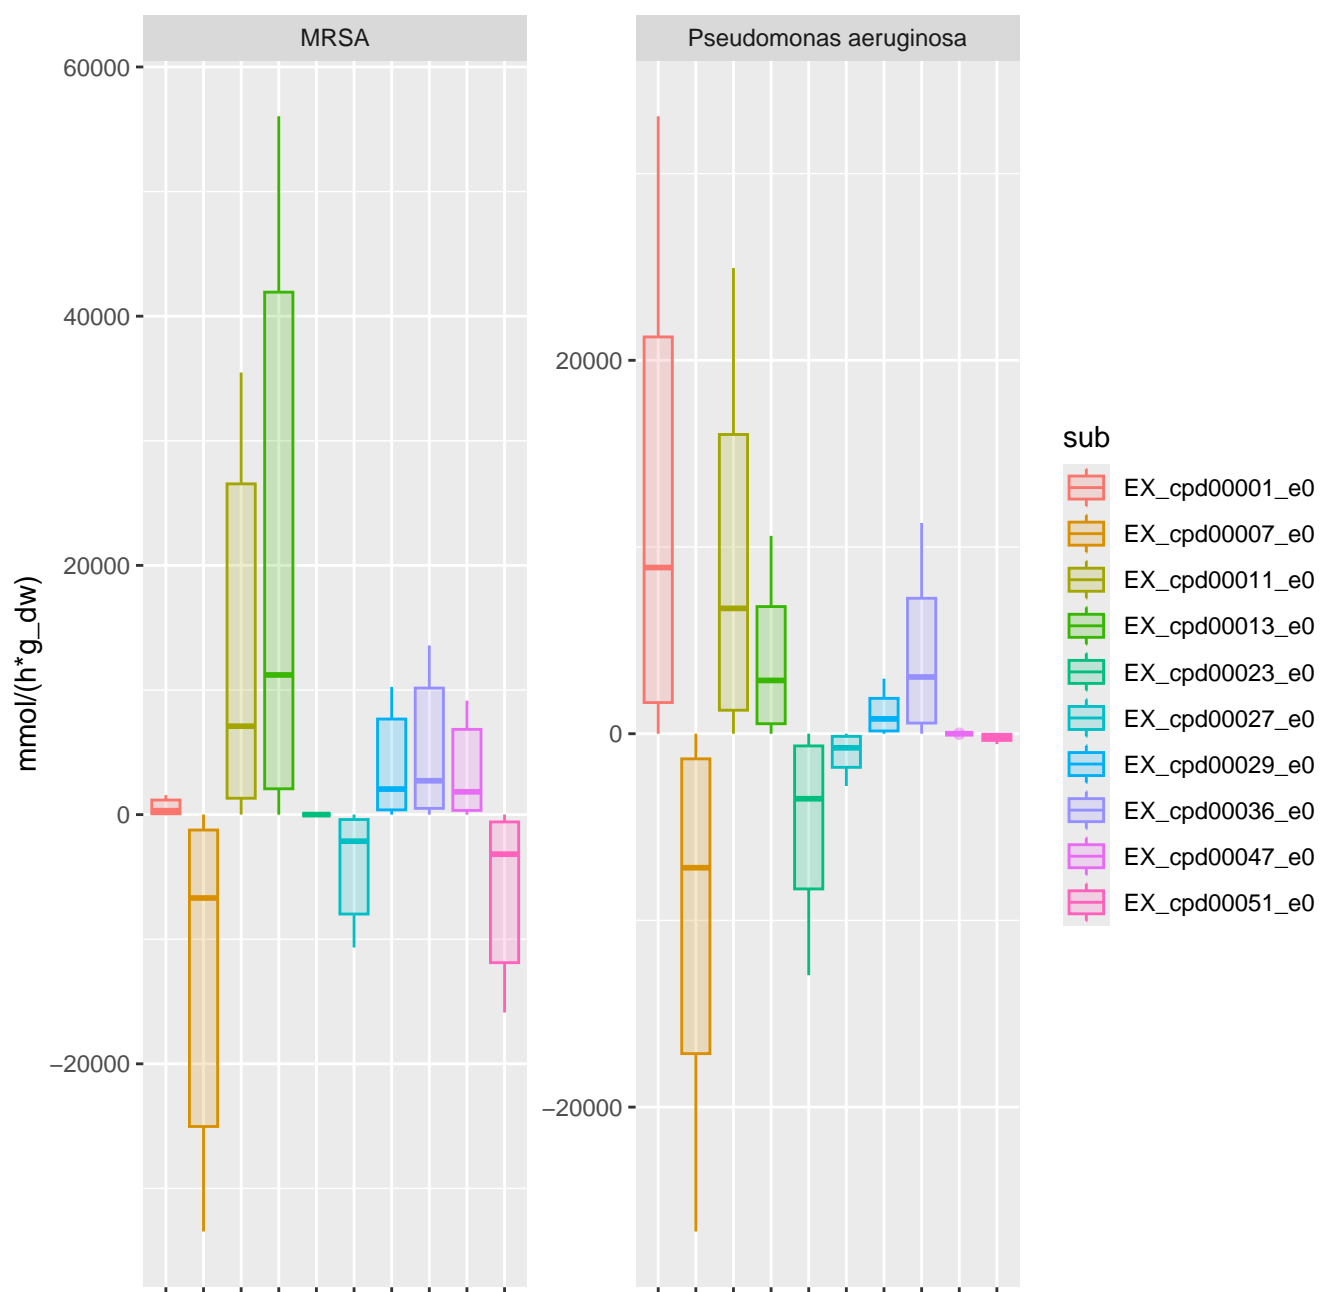 MRSA
Pseudomonas aeruginosa
mmol/(h*g_dw)
60000
40000
20000
0
−20000
20000
0
−20000
sub
EX_cpd00001_e0
EX_cpd00007_e0
EX_cpd00011_e0
EX_cpd00013_e0
EX_cpd00023_e0
EX_cpd00027_e0
EX_cpd00029_e0
EX_cpd00036_e0
EX_cpd00047_e0
EX_cpd00051_e0